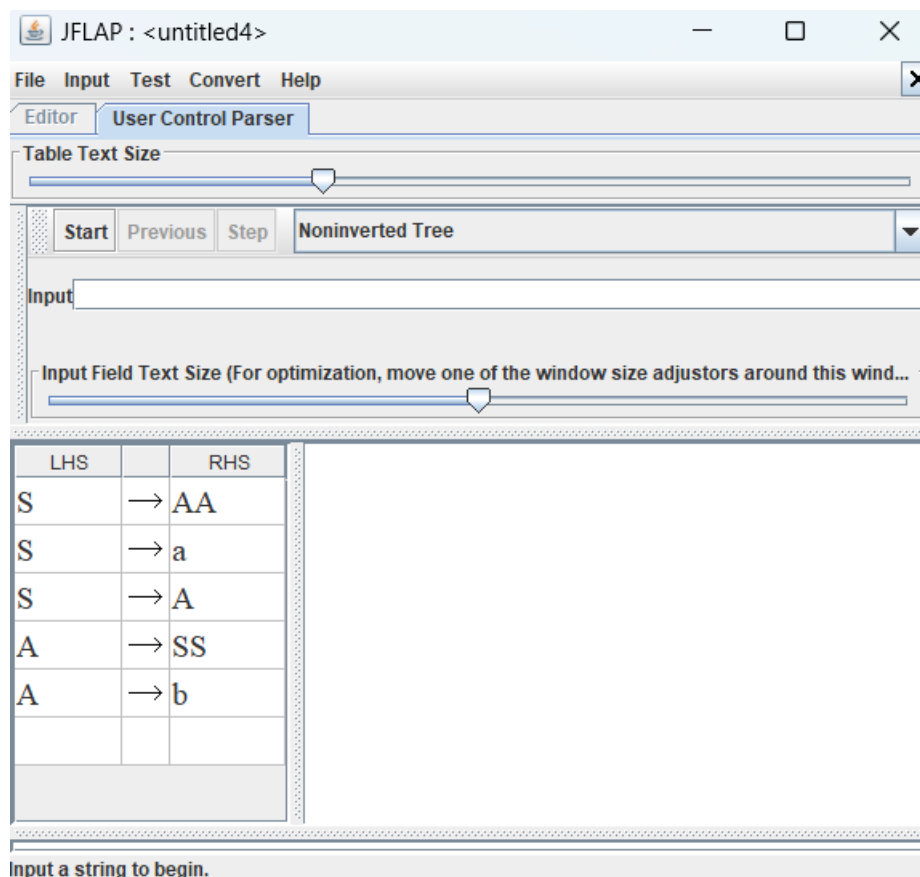 JFLAP : <untitled4>
File Input Test Convert Help
Editor User Control Parser
Table Text Size
Start Previous Step Noninverted Tree
Input
Input Field Text Size (For optimization, move one of the window size adjustors around this wind...
LHS RHS
S → AA
S → a
S → A
A → SS
A → b
Input a string to begin.